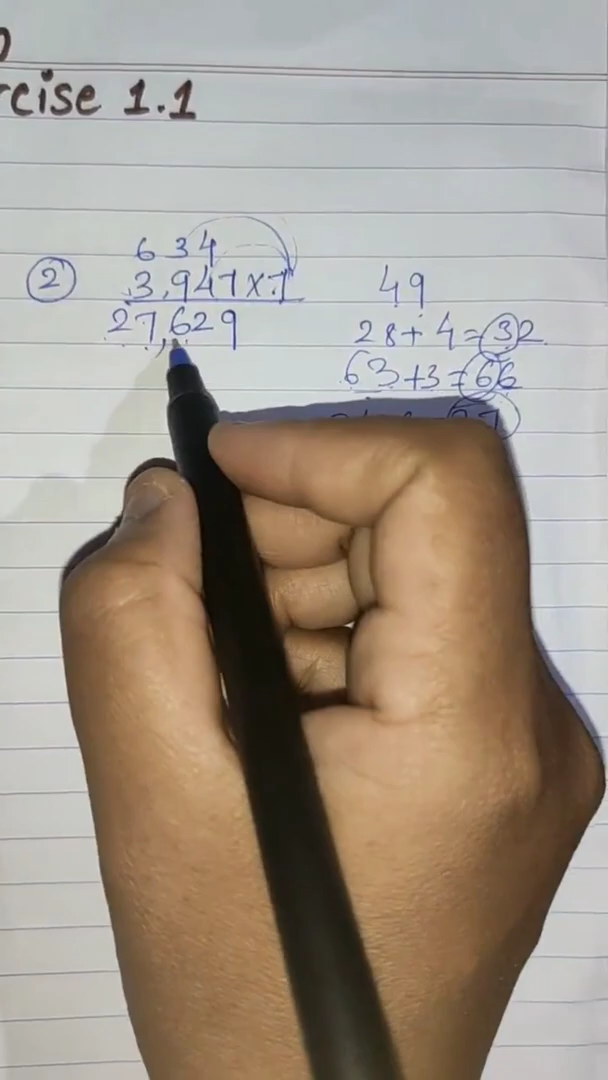 rcise 1.1
6 3 4
② 3,947 x 7
27,629
49
28+4=32
63+3=66